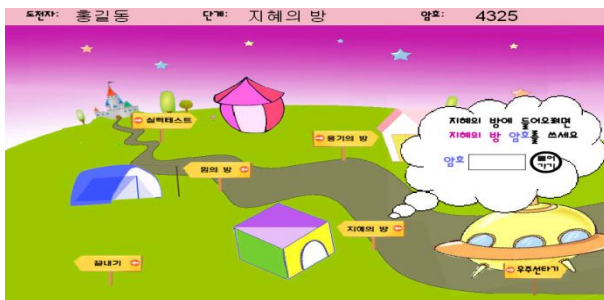 도전자: 홍길동 단계: 지혜의 방 암호: 4325
실력테스트
용기의 방
힘의 방
지혜의 방에 들어오려면
지혜의 방 암호를 쓰세요
암호
들어
가기
지혜의 방
끝내기
우주선타기